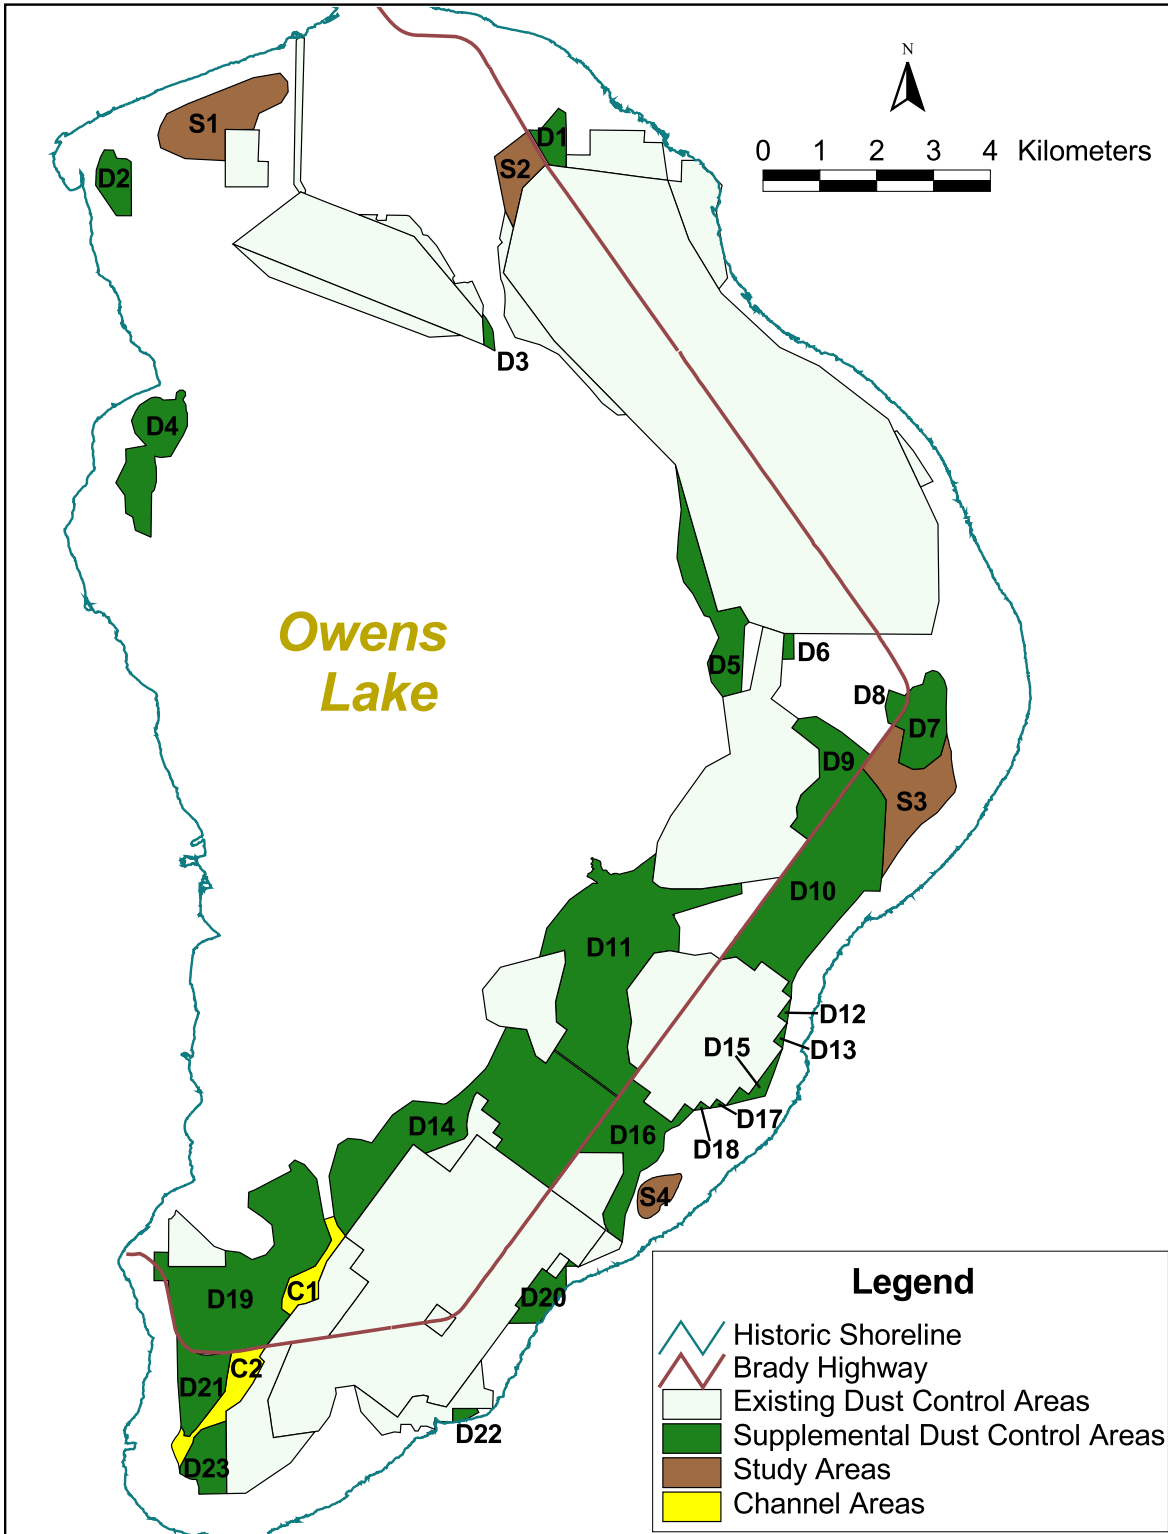 N
0 1 2 3 4 Kilometers
S1
D1
S2
D2
D3
D4
Owens
Lake
D5
D6
D8
D7
D9
S3
D10
D11
D12
D13
D15
D14
D17
D16
D18
S4
C1
D19
D20
C2
D21
D22
D23
Legend
Historic Shoreline
Brady Highway
Existing Dust Control Areas
Supplemental Dust Control Areas
Study Areas
Channel Areas